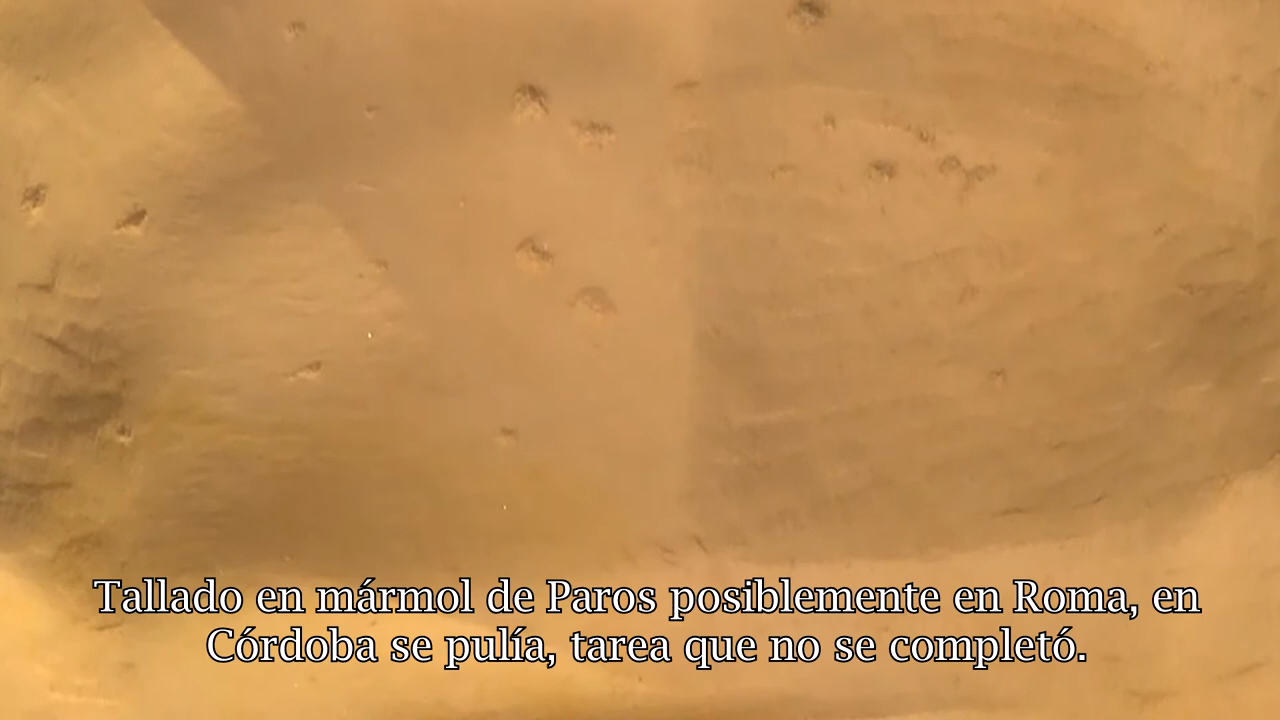 Tallado en mármol de Paros posiblemente en Roma, en
Córdoba se pulía, tarea que no se completó.